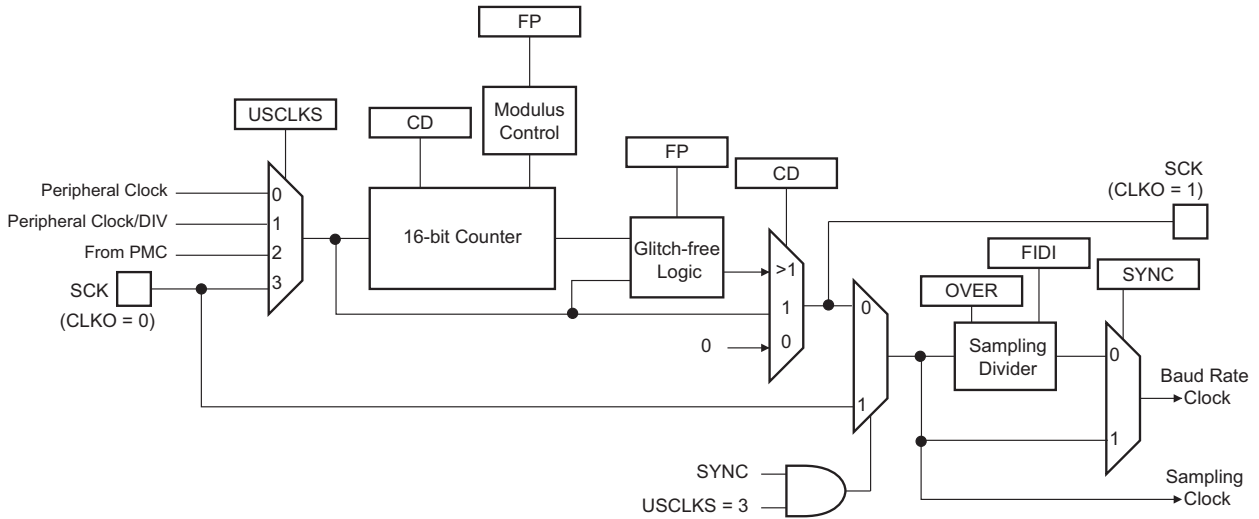 FP
USCLKS
CD
Modulus
Control
FP
CD
SCK
(CLKO = 1)
Peripheral Clock
0
Peripheral Clock/DIV
1
From PMC
2
3
SCK
(CLKO = 0)
16-bit Counter
Glitch-free
Logic
>1
1
0
0
0
1
FIDI
OVER
SYNC
Sampling
Divider
0
1
Baud Rate
Clock
SYNC
USCLKS = 3
Sampling
Clock